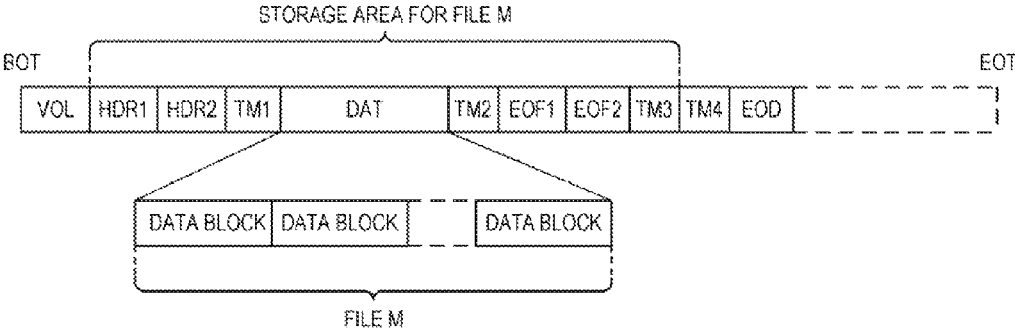 STORAGE AREA FOR FILE M
BOT EOT
VOL HDR1 HDR2 TM1 DAT TM2 EOF1 EOF2 TM3 TM4 EOD
DATA BLOCK DATA BLOCK DATA BLOCK
FILE M